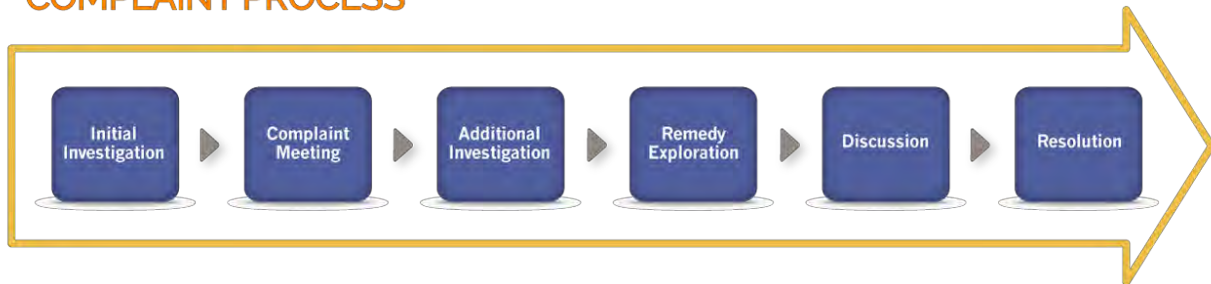 COMPLAINT PROCESS
Initial
Investigation
Complaint
Meeting
Additional
Investigation
Remedy
Exploration
Discussion
Resolution